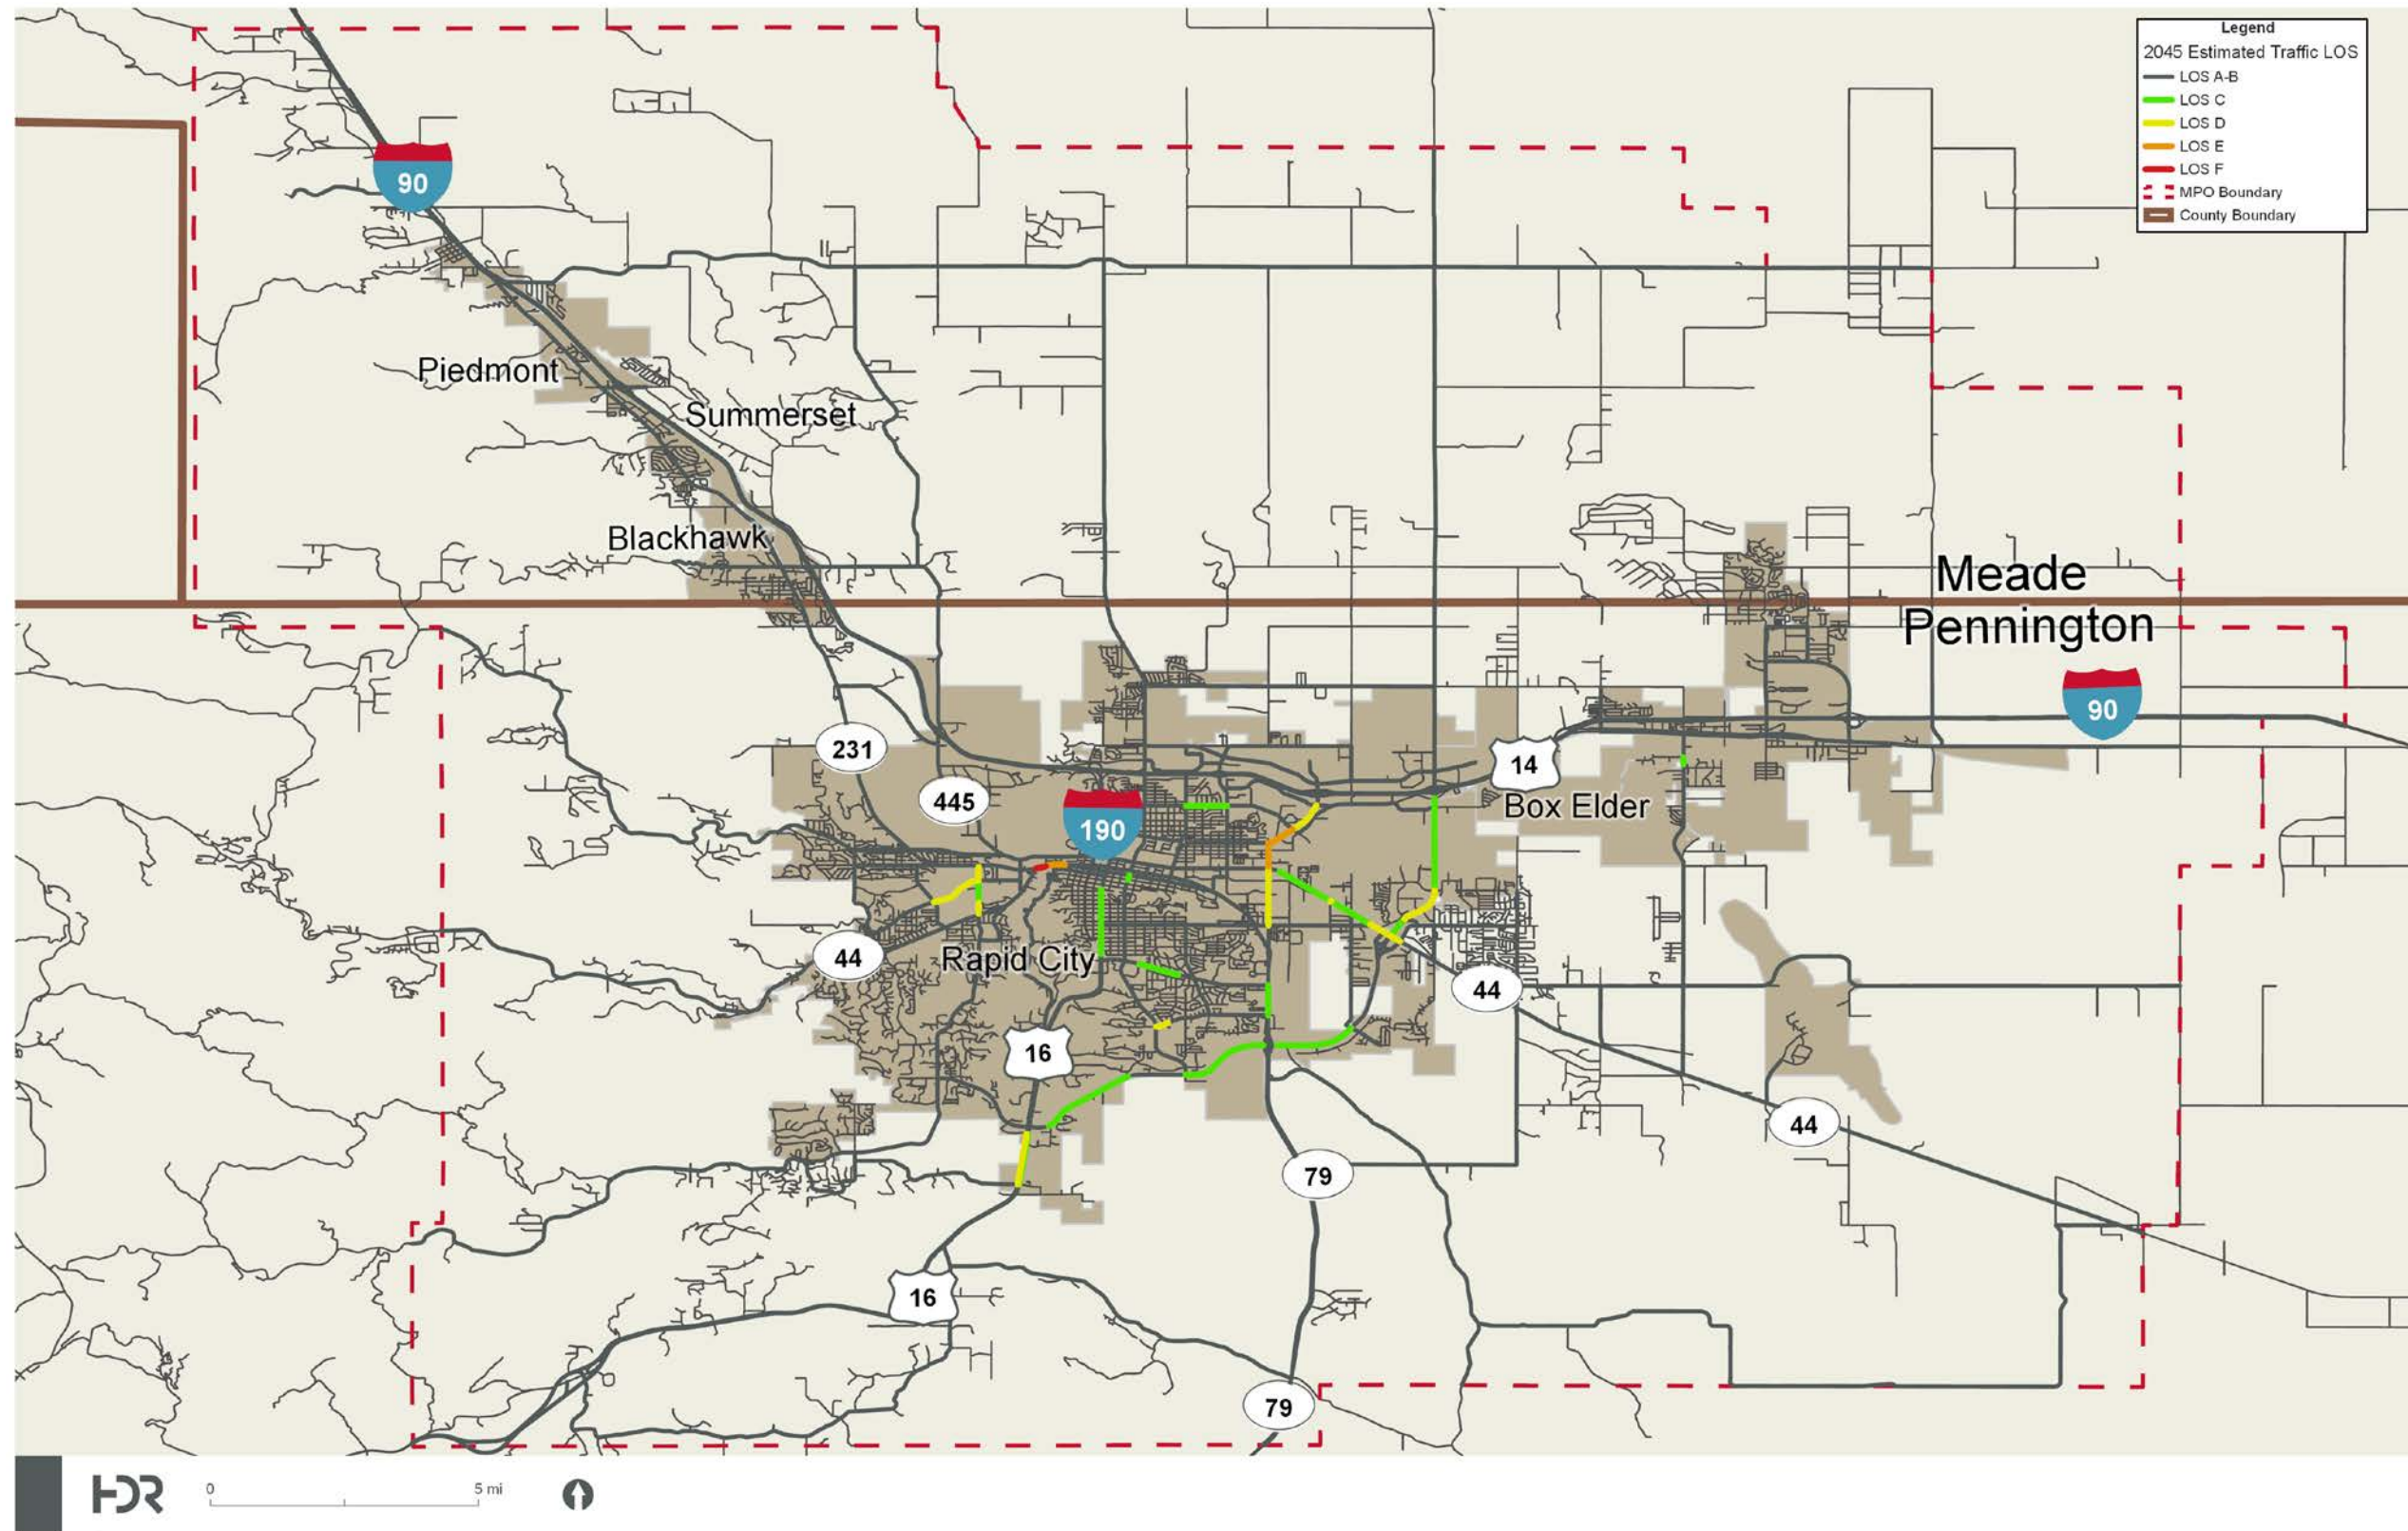 Legend
2045 Estimated Traffic LOS
LOS A-B
LOS C
LOS D
LOS E
LOS F
MPO Boundary
County Boundary
90
Piedmont
Summerset
Blackhawk
Meade
Pennington
90
231
14
445
Box Elder
190
44
Rapid City
44
16
44
79
16
79
HDR
0
5 mi